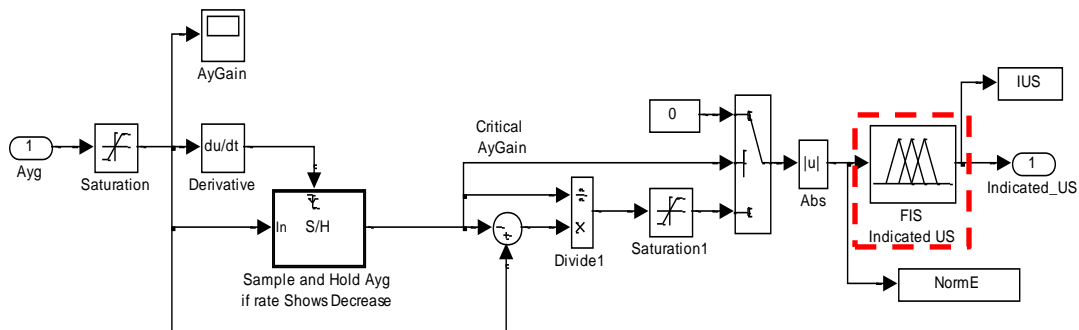 AyGain
1
Ayg
Saturation
du/dt
Derivative
In
S/H
Sample and Hold Ayg
if rate Shows Decrease
Critical
AyGain
÷
X
Divide1
Saturation1
0
|u|
Abs
FIS
Indicated US
IUS
1
Indicated_US
NormE